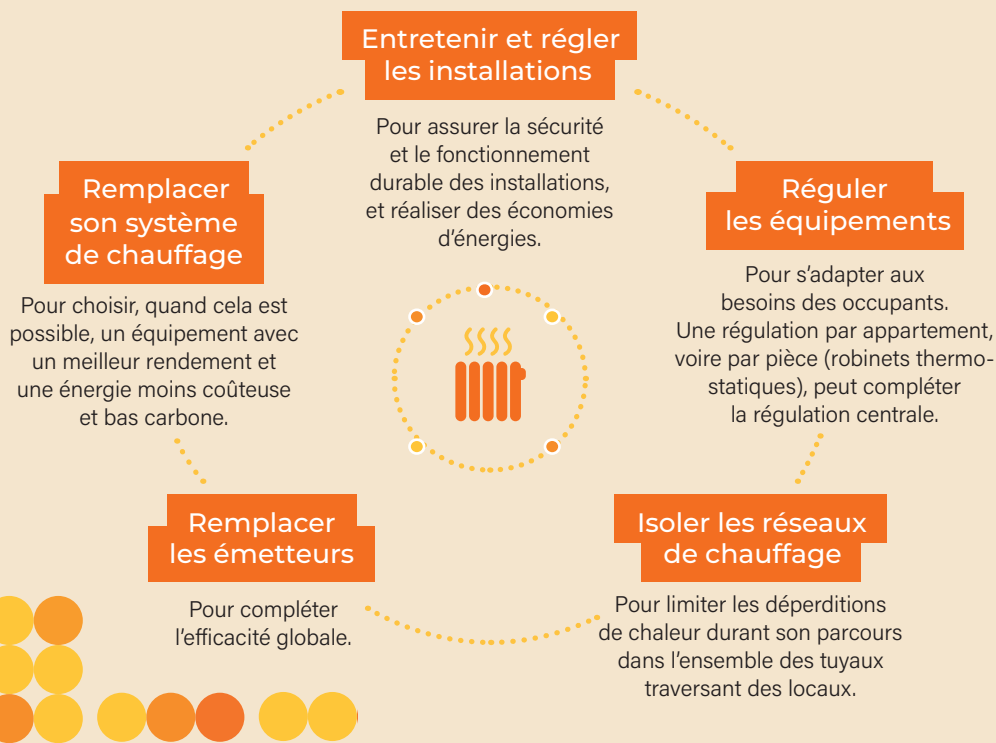 Entretenir et régler
les installations
Pour assurer la sécurité
et le fonctionnement
durable des installations,
et réaliser des économies
d'énergies.
Réguler
les équipements
Pour s'adapter aux
besoins des occupants.
Une régulation par appartement,
voire par pièce (robinets thermo-
statiques), peut compléter
la régulation centrale.
Isoler les réseaux
de chauffage
Pour limiter les déperditions
de chaleur durant son parcours
dans l'ensemble des tuyaux
traversant des locaux.
Remplacer
les émetteurs
Pour compléter
l'efficacité globale.
Remplacer
son système
de chauffage
Pour choisir, quand cela est
possible, un équipement avec
un meilleur rendement et
une énergie moins coûteuse
et bas carbone.